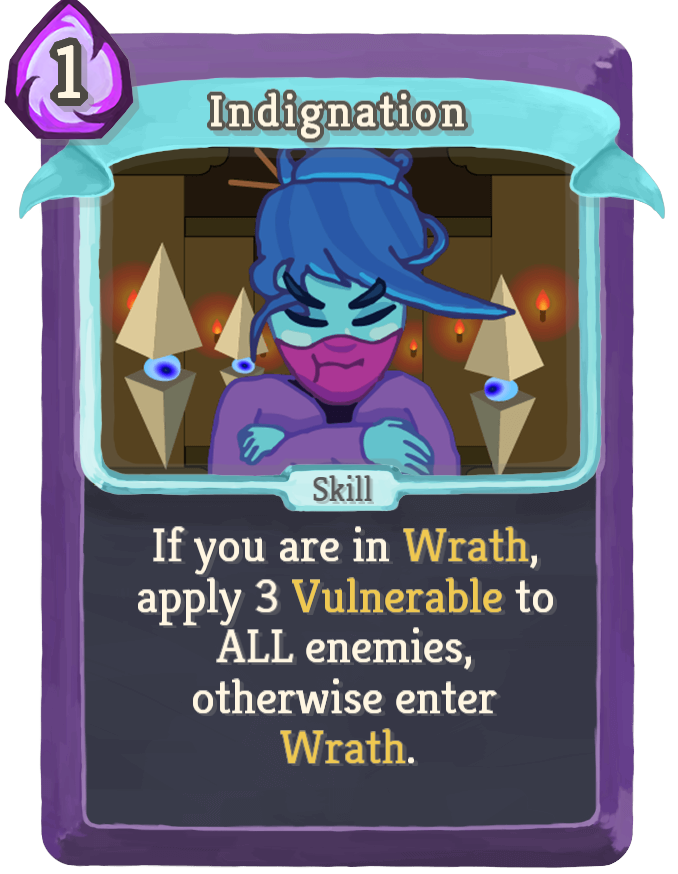 1
Indignation
Skill
If you are in Wrath,
apply 3 Vulnerable to
ALL enemies,
otherwise enter
Wrath.